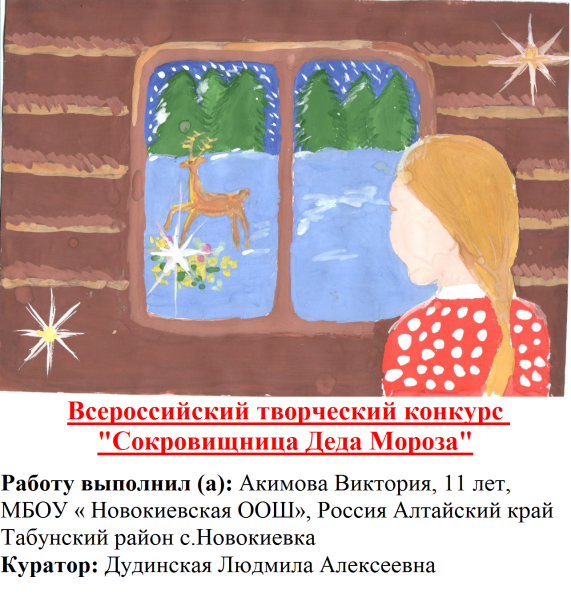 Всероссийский творческий конкурс
"Сокровищница Деда Мороза"
Работу выполнил (а): Акимова Виктория, 11 лет,
МБОУ « Новокиевская ООШ», Россия Алтайский край
Табунский район с.Новокиевка
Куратор: Дудинская Людмила Алексеевна